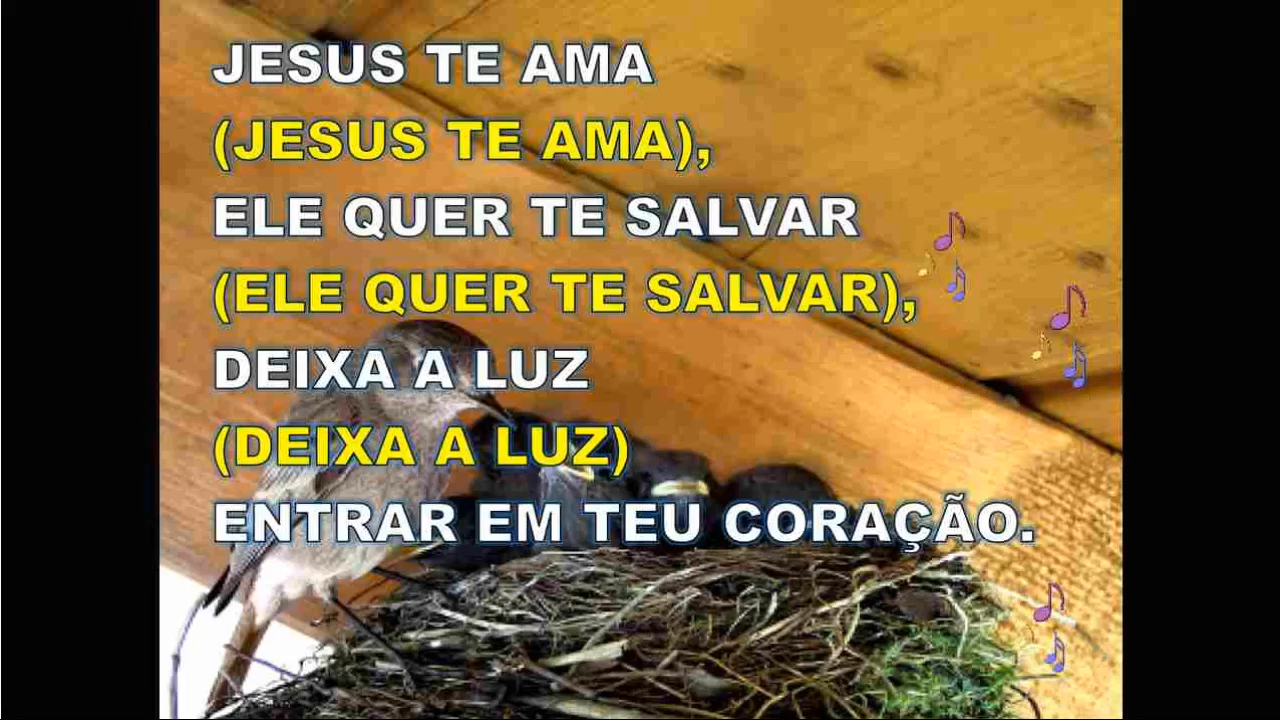 JESUS TE AMA
(JESUS TE AMA),
ELE QUER TE SALVAR
(ELE QUER TE SALVAR),
DEIXA A LUZ
(DEIXA A LUZ)
ENTRAR EM TEU CORAÇÃO.